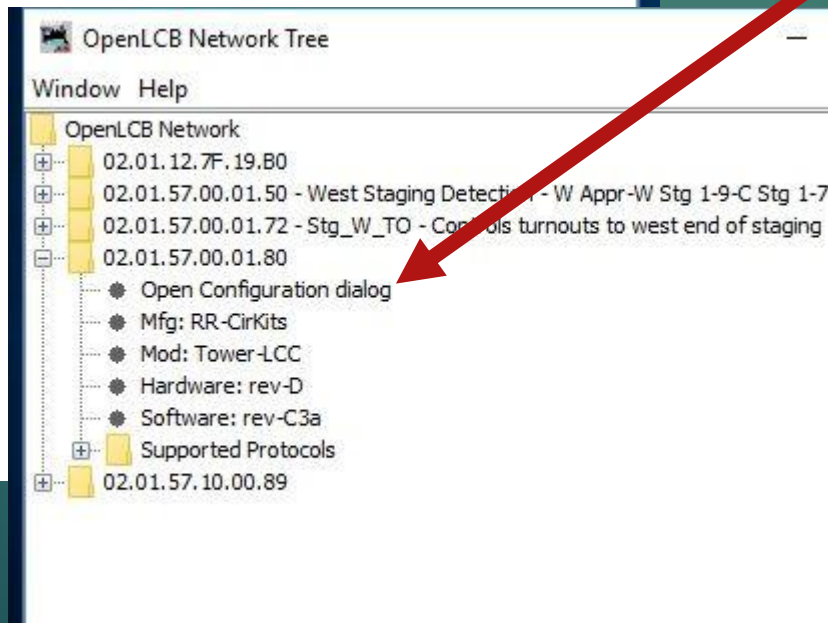 OpenLCB Network Tree
Window Help
OpenLCB Network
02.01.12.7F.19.B0
02.01.57.00.01.50 - West Staging Detection - W Appr-W Stg 1-9-C Stg 1-7
02.01.57.00.01.72 - Stg_W_TO - Controls turnouts to west end of staging
02.01.57.00.01.80
Open Configuration dialog
Mfg: RR-CirKits
Mod: Tower-LCC
Hardware: rev-D
Software: rev-C3a
Supported Protocols
02.01.57.10.00.89